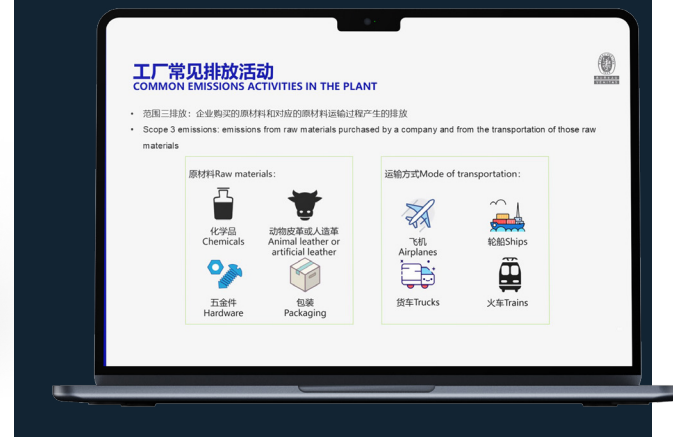 工厂常见排放活动
COMMON EMISSIONS ACTIVITIES IN THE PLANT
• 范围三排放：企业购买的原材料和对应的原材料运输过程产生的排放
• Scope 3 emissions: emissions from raw materials purchased by a company and from the transportation of those raw
materials
原材料Raw materials：
化学品
Chemicals
动物皮革或人造革
Animal leather or
artificial leather
五金件
Hardware
包装
Packaging
运输方式Mode of transportation：
飞机
Airplanes
轮船Ships
货车Trucks
火车Trains